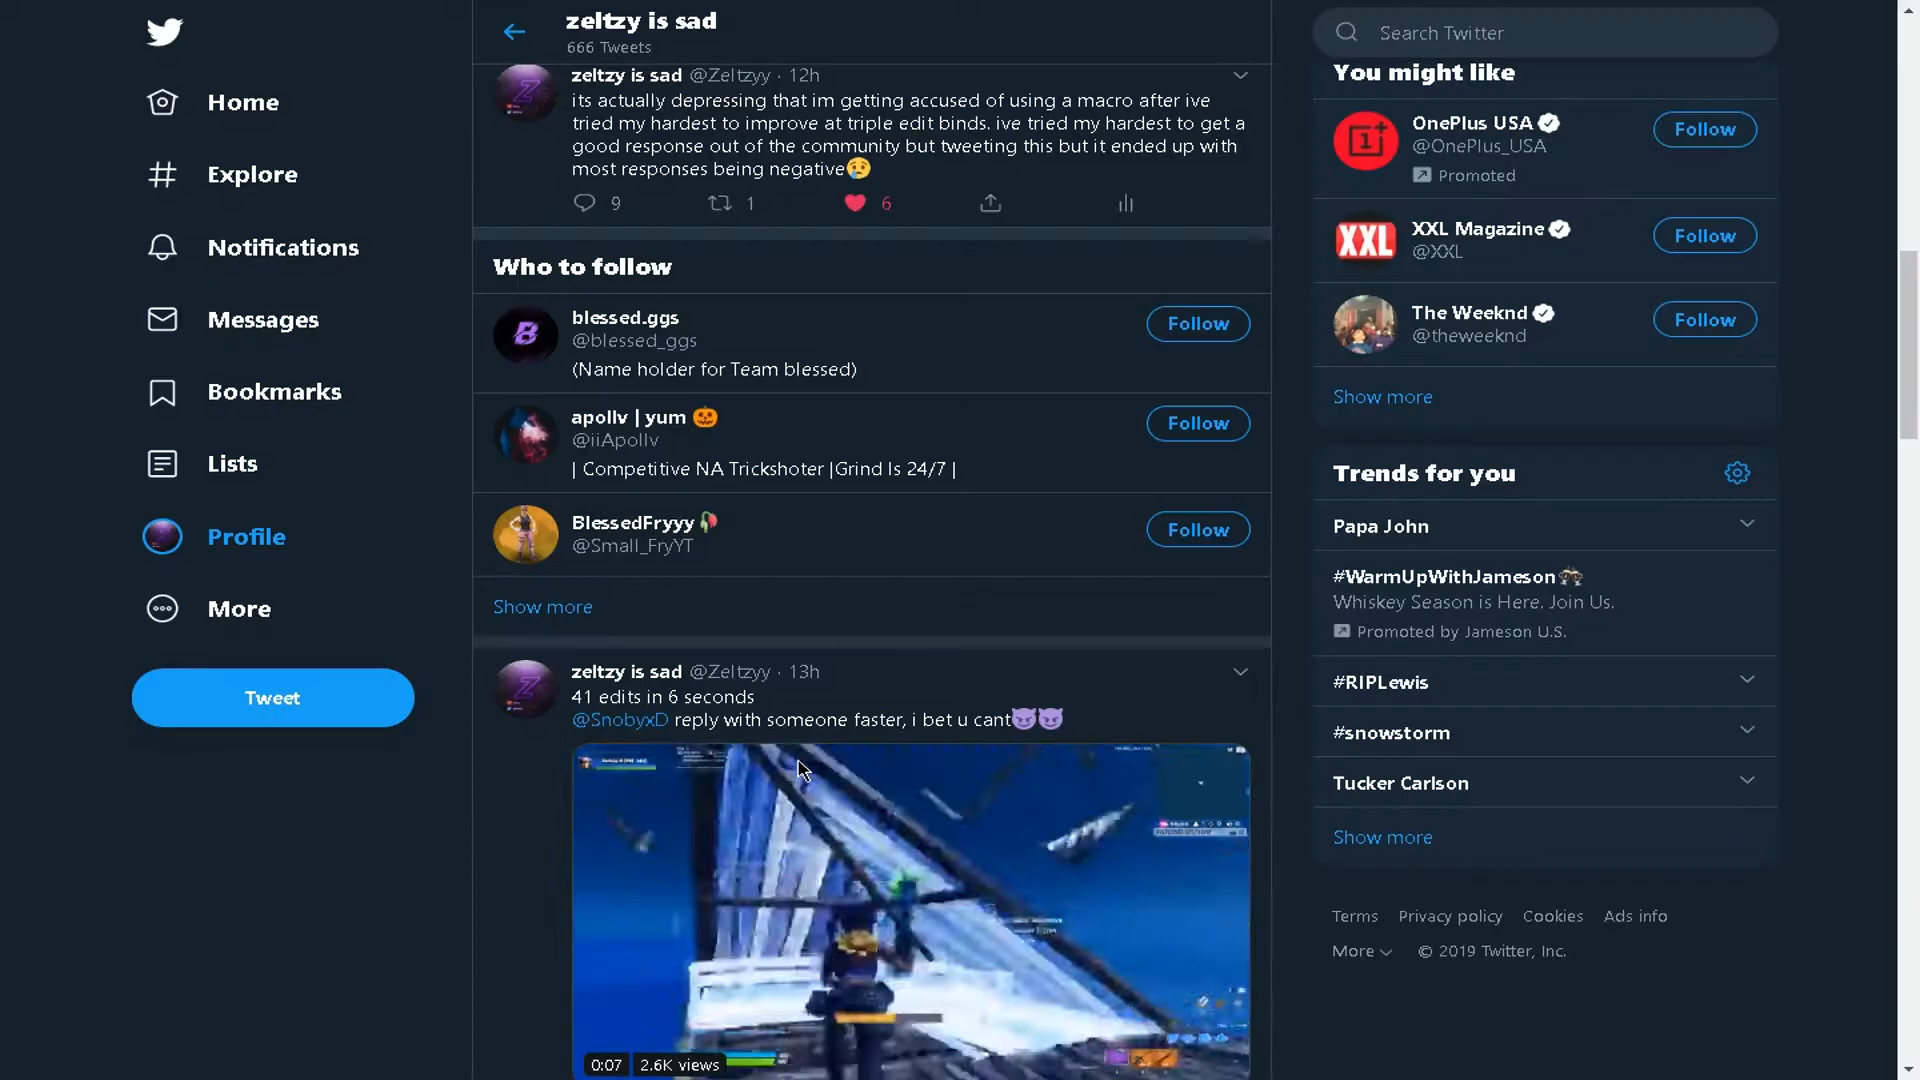 Home
Explore
Notifications
Messages
Bookmarks
Lists
Profile
More
Tweet
zeltzy is sad
666 Tweets
zeltzy is sad @Zeltzyy · 12h
its actually depressing that im getting accused of using a macro after ive
tried my hardest to improve at triple edit binds. ive tried my hardest to get a
good response out of the community but tweeting this but it ended up with
most responses being negative😢
9 1 6
Who to follow
blessed.ggs
@blessed_ggs
(Name holder for Team blessed)
Follow
apollv | yum 🎃
@iiApollv
| Competitive NA Trickshoter |Grind Is 24/7 |
Follow
BlessedFryyy🥀
@Small_FryYT
Follow
Show more
zeltzy is sad @Zeltzyy · 13h
41 edits in 6 seconds
@SnobyxD reply with someone faster, i bet u cant😈😈
0:07 2.6K views
Search Twitter
You might like
OnePlus USA
@OnePlus_USA
Promoted
Follow
XXL
XXL Magazine
@XXL
Follow
The Weeknd
@theweeknd
Follow
Show more
Trends for you
Papa John
#WarmUpWithJameson
Whiskey Season is Here. Join Us.
Promoted by Jameson U.S.
#RIPLewis
#snowstorm
Tucker Carlson
Show more
Terms Privacy policy Cookies Ads info
More © 2019 Twitter, Inc.